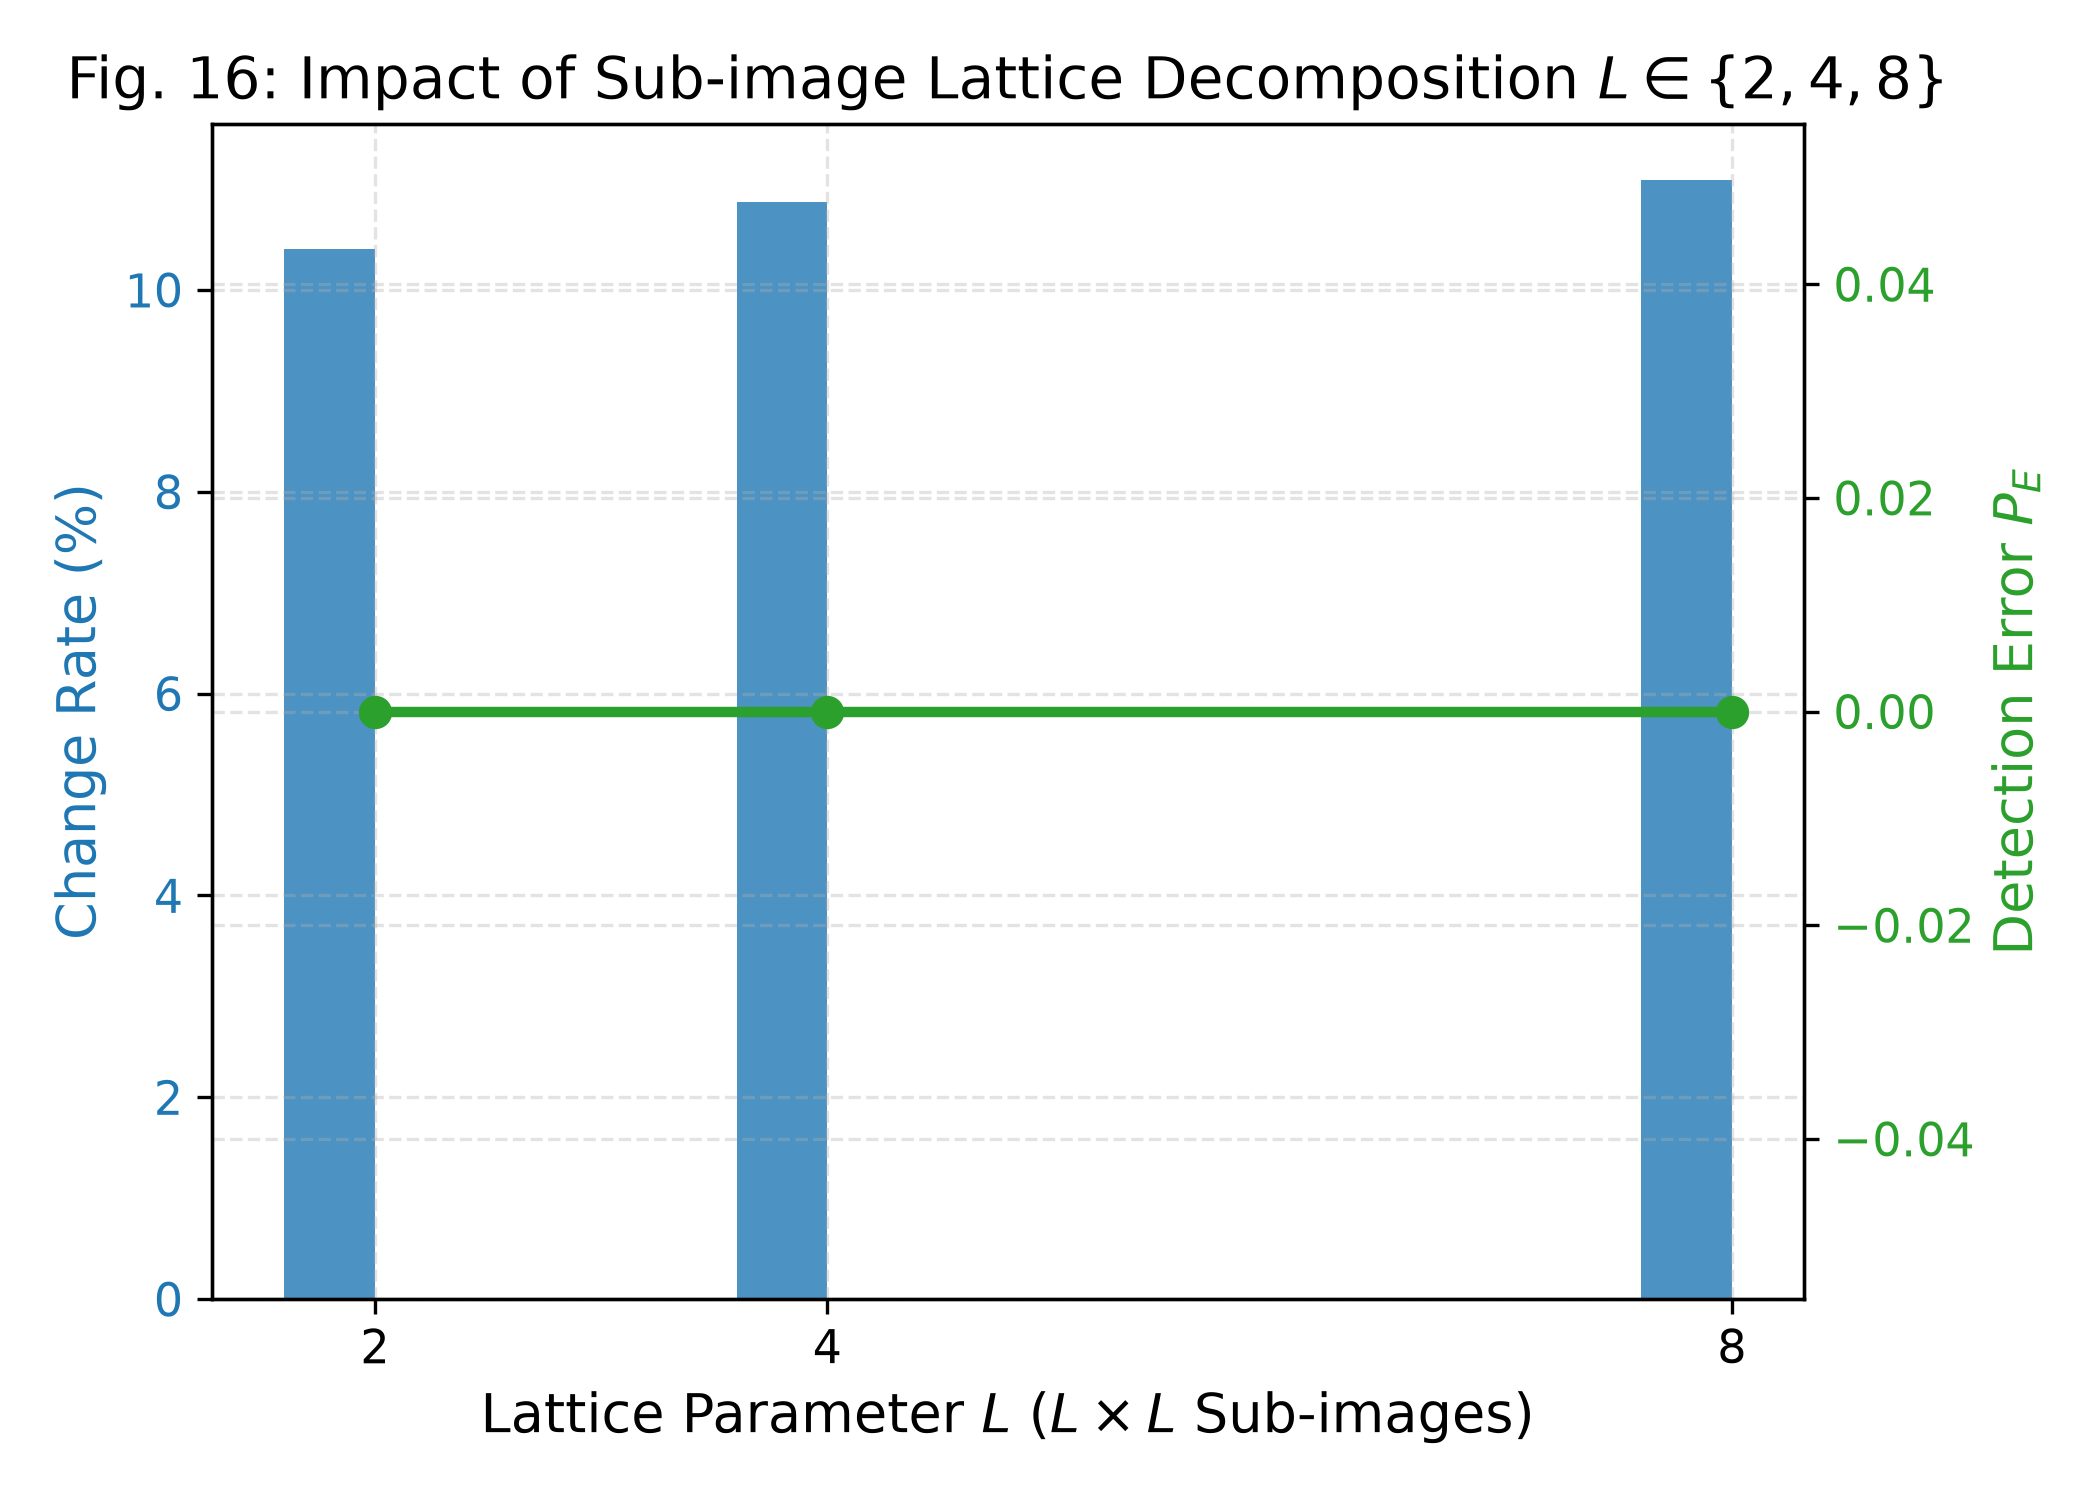 Fig. 16: Impact of Sub-image Lattice Decomposition L ∈ {2, 4, 8}
Change Rate (%)
10
8
6
4
2
0
0.04
0.02
0.00
−0.02
−0.04
Detection Error P_E
2 4 8
Lattice Parameter L (L × L Sub-images)